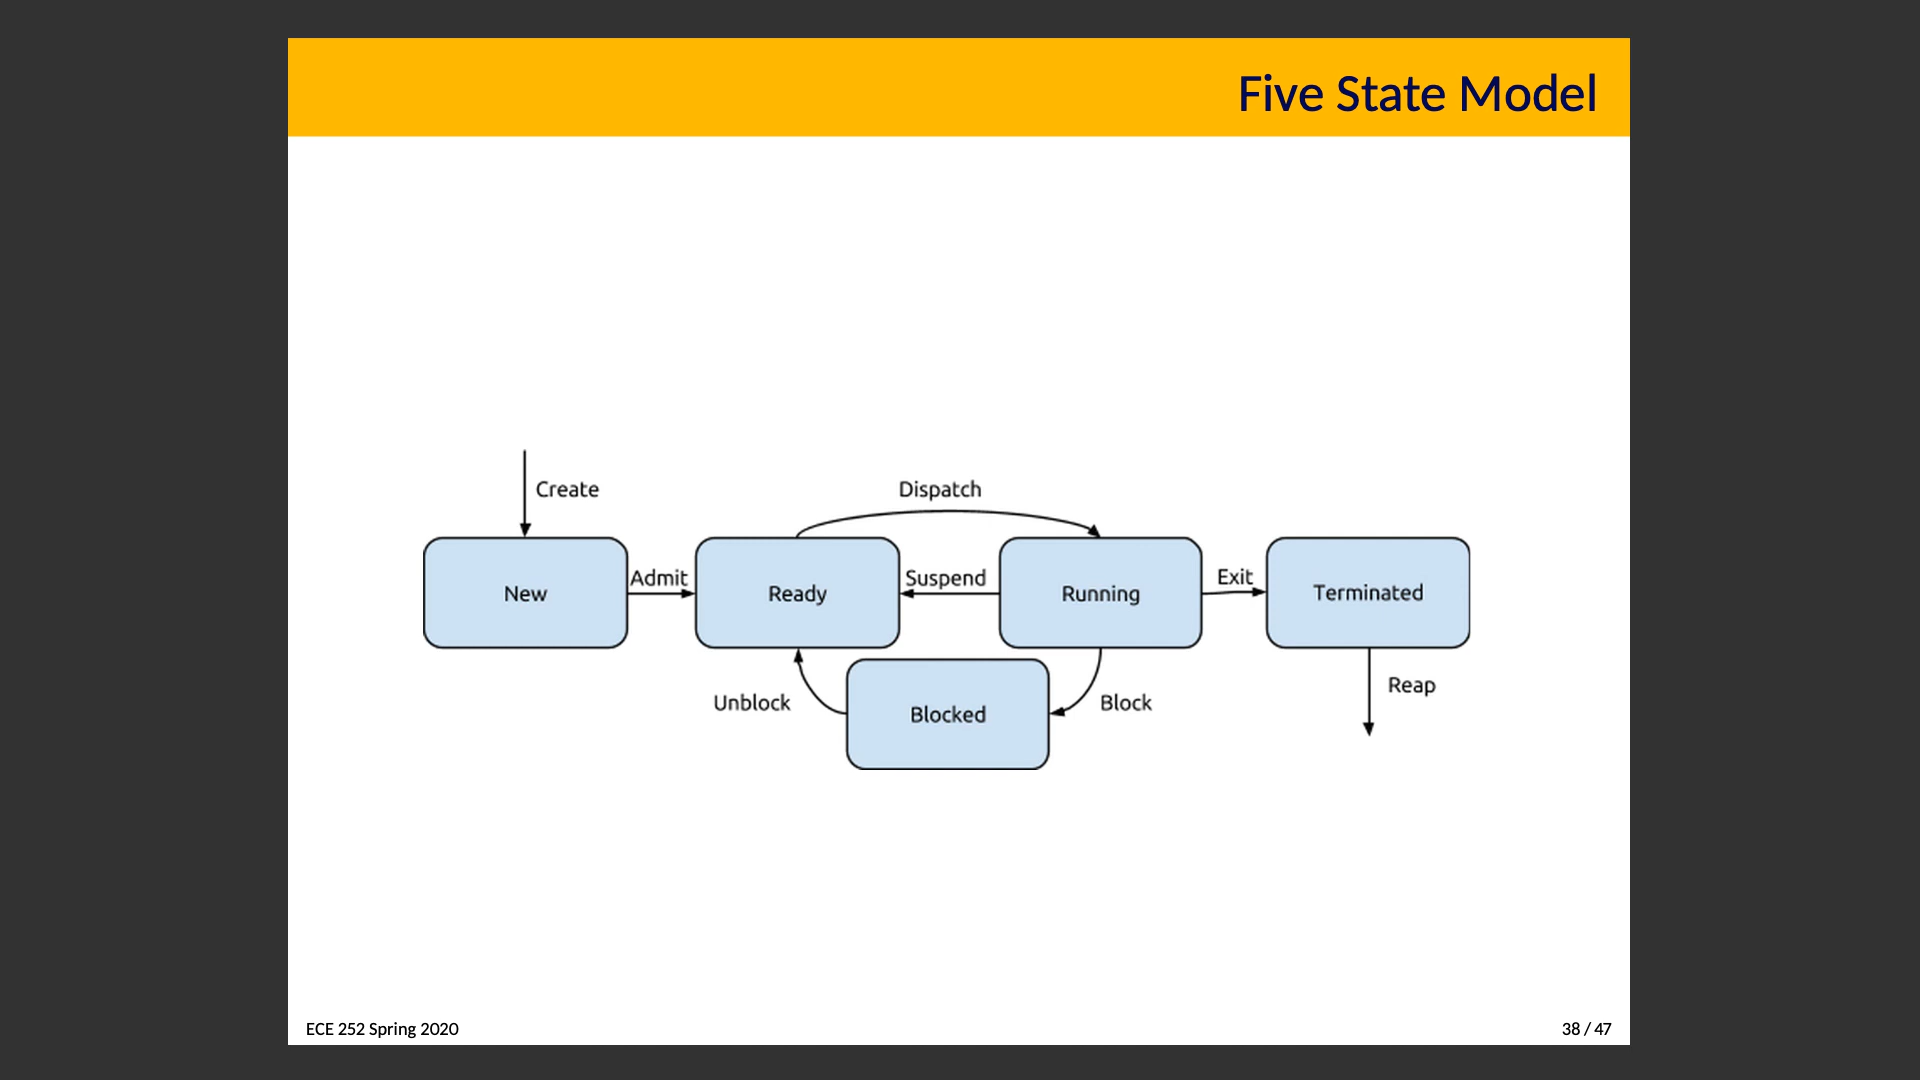 Five State Model
Create
Dispatch
New
Admit
Ready
Suspend
Running
Exit
Terminated
Unblock
Blocked
Block
Reap
ECE 252 Spring 2020
38 / 47